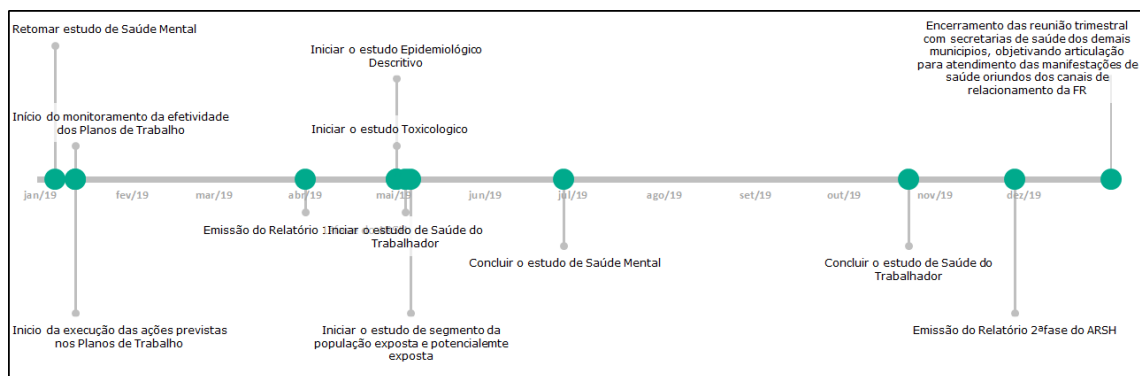 Retomar estudo de Saúde Mental
Início do monitoramento da efetividade
dos Planos de Trabalho
Iniciar o estudo Epidemiológico
Descritivo
Iniciar o estudo Toxicologico
Encerramento das reunião trimestral
com secretarias de saúde dos demais
municipios, objetivando articulação
para atendimento das manifestações de
saúde oriundos dos canais de
relacionamento da FR
jan/19
fev/19
mar/19
abr/19
mai/19
jun/19
jul/19
ago/19
set/19
out/19
nov/19
dez/19
Emissão do Relatório 1
Iniciar o estudo de Saúde do
Trabalhador
Concluir o estudo de Saúde Mental
Concluir o estudo de Saúde do
Trabalhador
Inicio da execução das ações previstas
nos Planos de Trabalho
Iniciar o estudo de segmento da
população exposta e potencialemte
exposta
Emissão do Relatório 2ªfase do ARSH